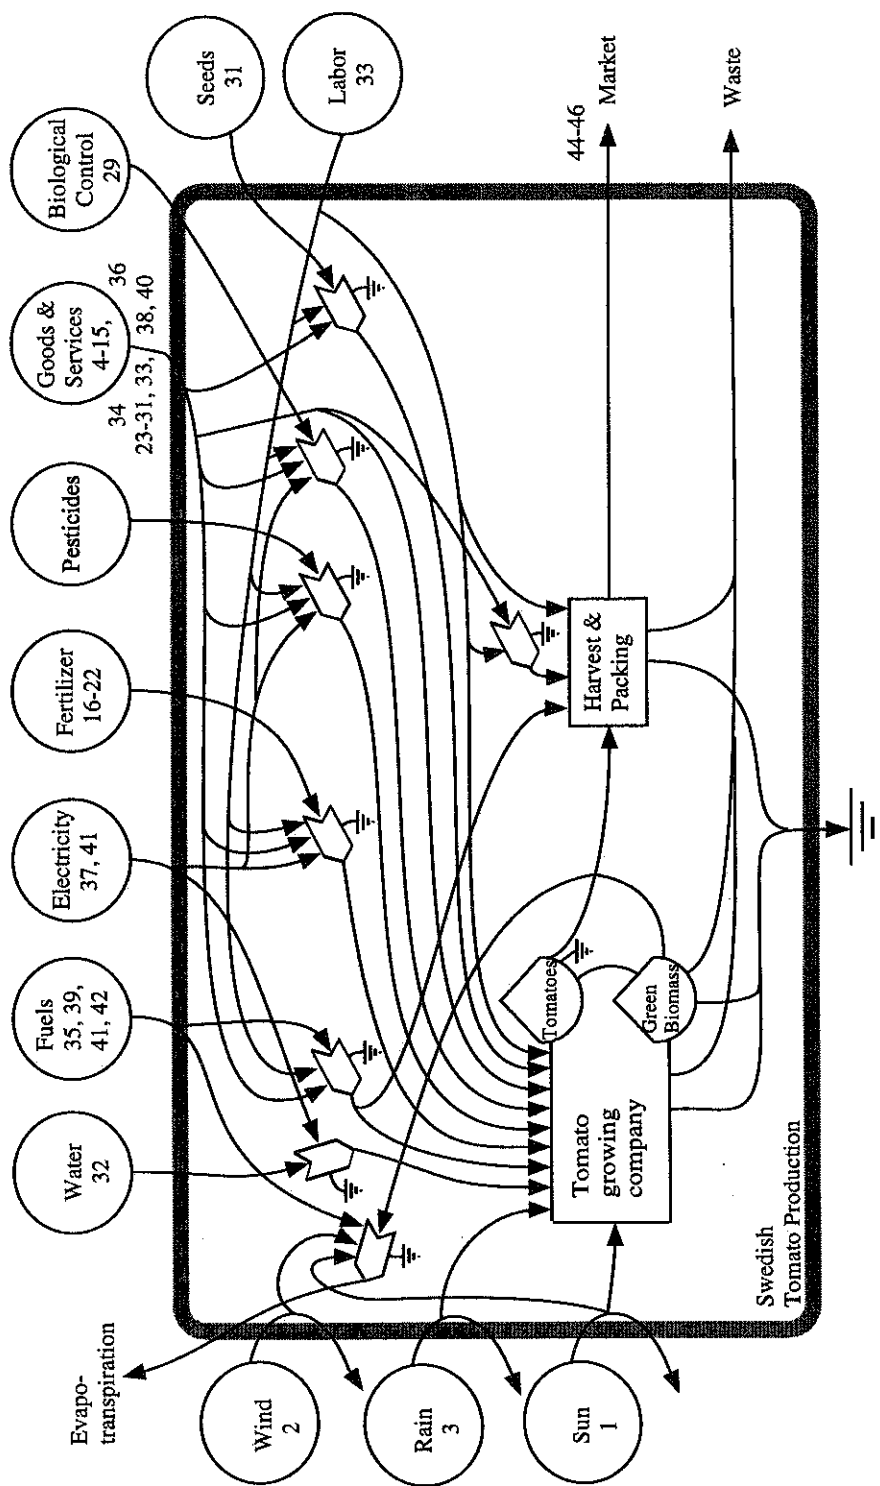 Water
32
Fuels
35, 39,
41, 42
Electricity
37, 41
Fertilizer
16-22
Pesticides
Goods &
Services
4-15,
34
36
23-31, 33,
38, 40
Biological
Control
29
Seeds
31
Labor
33
Evapo-
transpiration
Wind
2
Rain
3
Sun
1
Tomato
growing
company
Tomatoes
Green
Biomass
Harvest &
Packing
44-46
Market
Waste
Swedish
Tomato Production